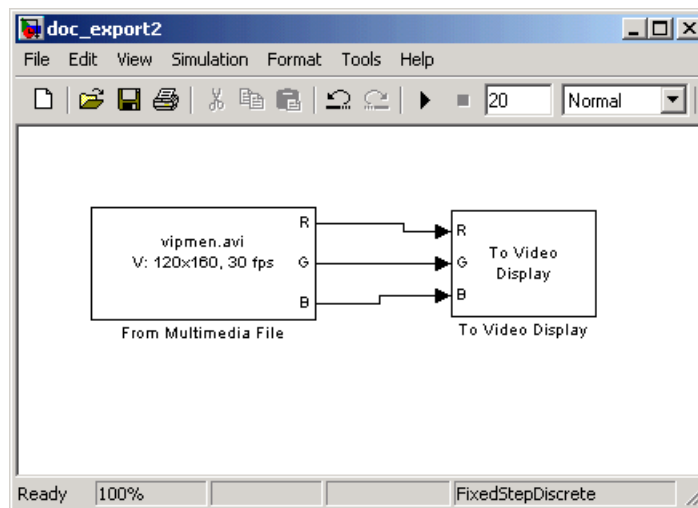 doc_export2
File Edit View Simulation Format Tools Help
20 Normal
R R
vipmen.avi
To Video
V: 120x160, 30 fps G G
Display
B B
From Multimedia File To Video Display
Ready 100% FixedStepDiscrete